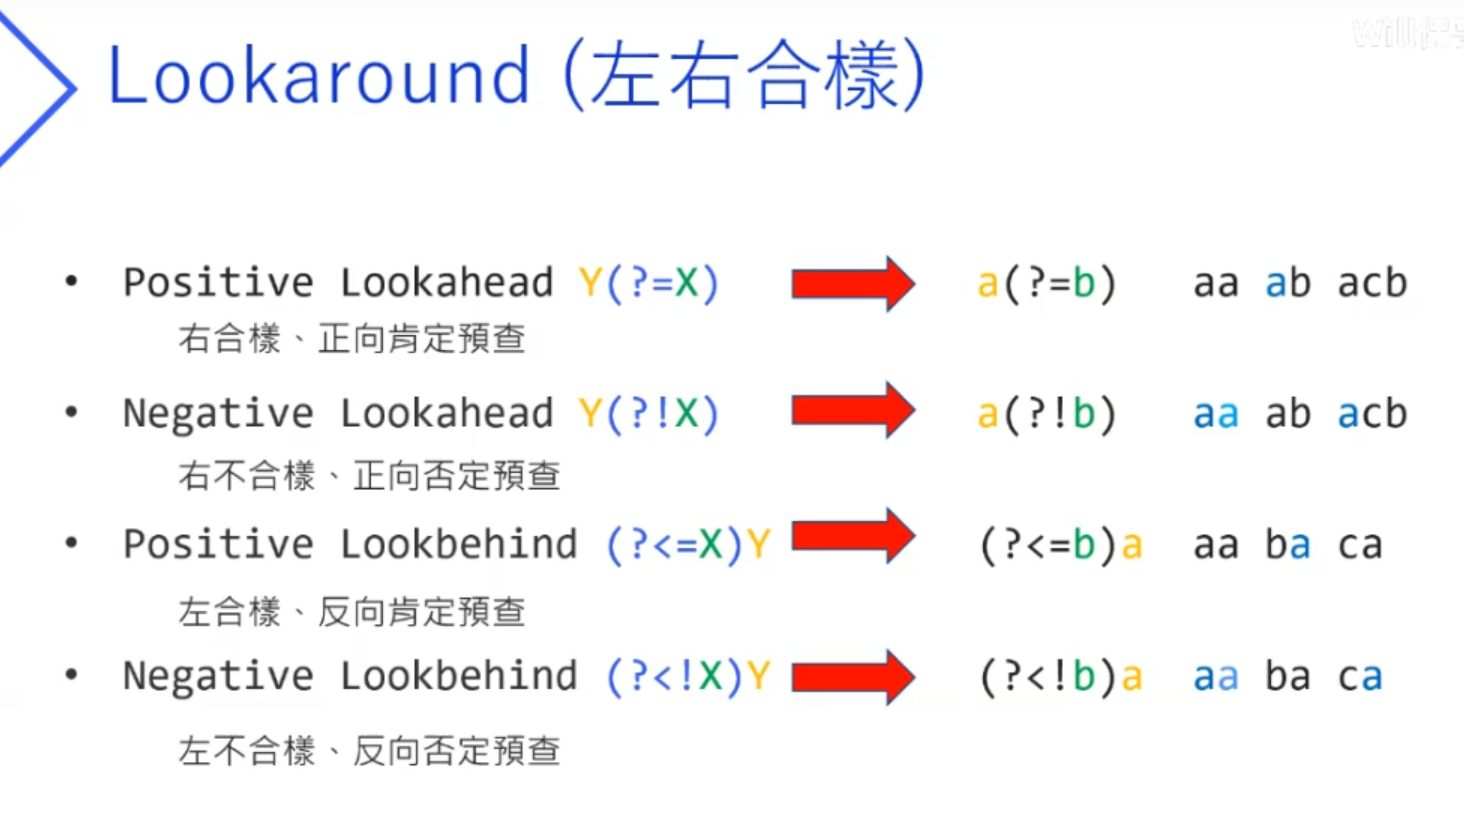 Lookaround (左右合樣)
• Positive Lookahead Y(?=X) a(?=b) aa ab acb
右合樣、正向肯定預查
• Negative Lookahead Y(?!X) a(?!b) aa ab acb
右不合樣、正向否定預查
• Positive Lookbehind (?<=X)Y (?<=b)a aa ba ca
左合樣、反向肯定預查
• Negative Lookbehind (?<!X)Y (?<!b)a aa ba ca
左不合樣、反向否定預查